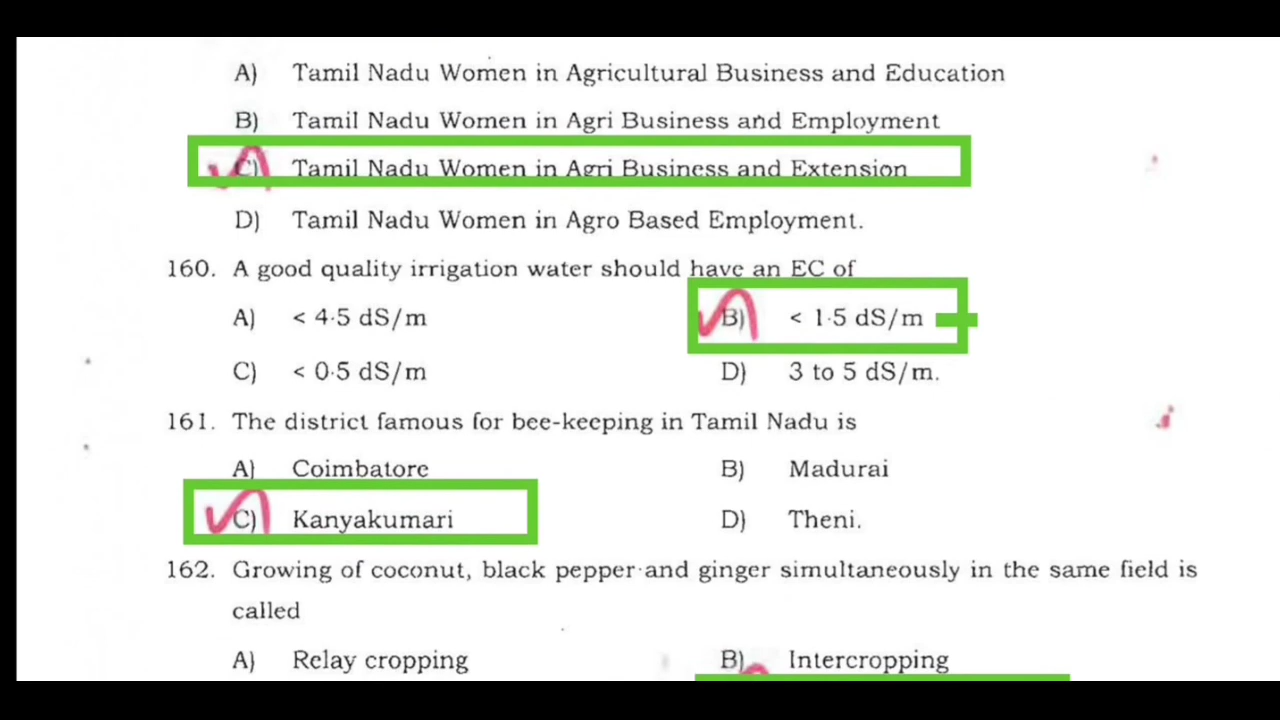 A) Tamil Nadu Women in Agricultural Business and Education
B) Tamil Nadu Women in Agri Business and Employment
C) Tamil Nadu Women in Agri Business and Extension
D) Tamil Nadu Women in Agro Based Employment.
160. A good quality irrigation water should have an EC of
A) < 4·5 dS/m B) < 1·5 dS/m
C) < 0·5 dS/m D) 3 to 5 dS/m.
161. The district famous for bee-keeping in Tamil Nadu is
A) Coimbatore B) Madurai
C) Kanyakumari D) Theni.
162. Growing of coconut, black pepper and ginger simultaneously in the same field is
called
A) Relay cropping B) Intercropping